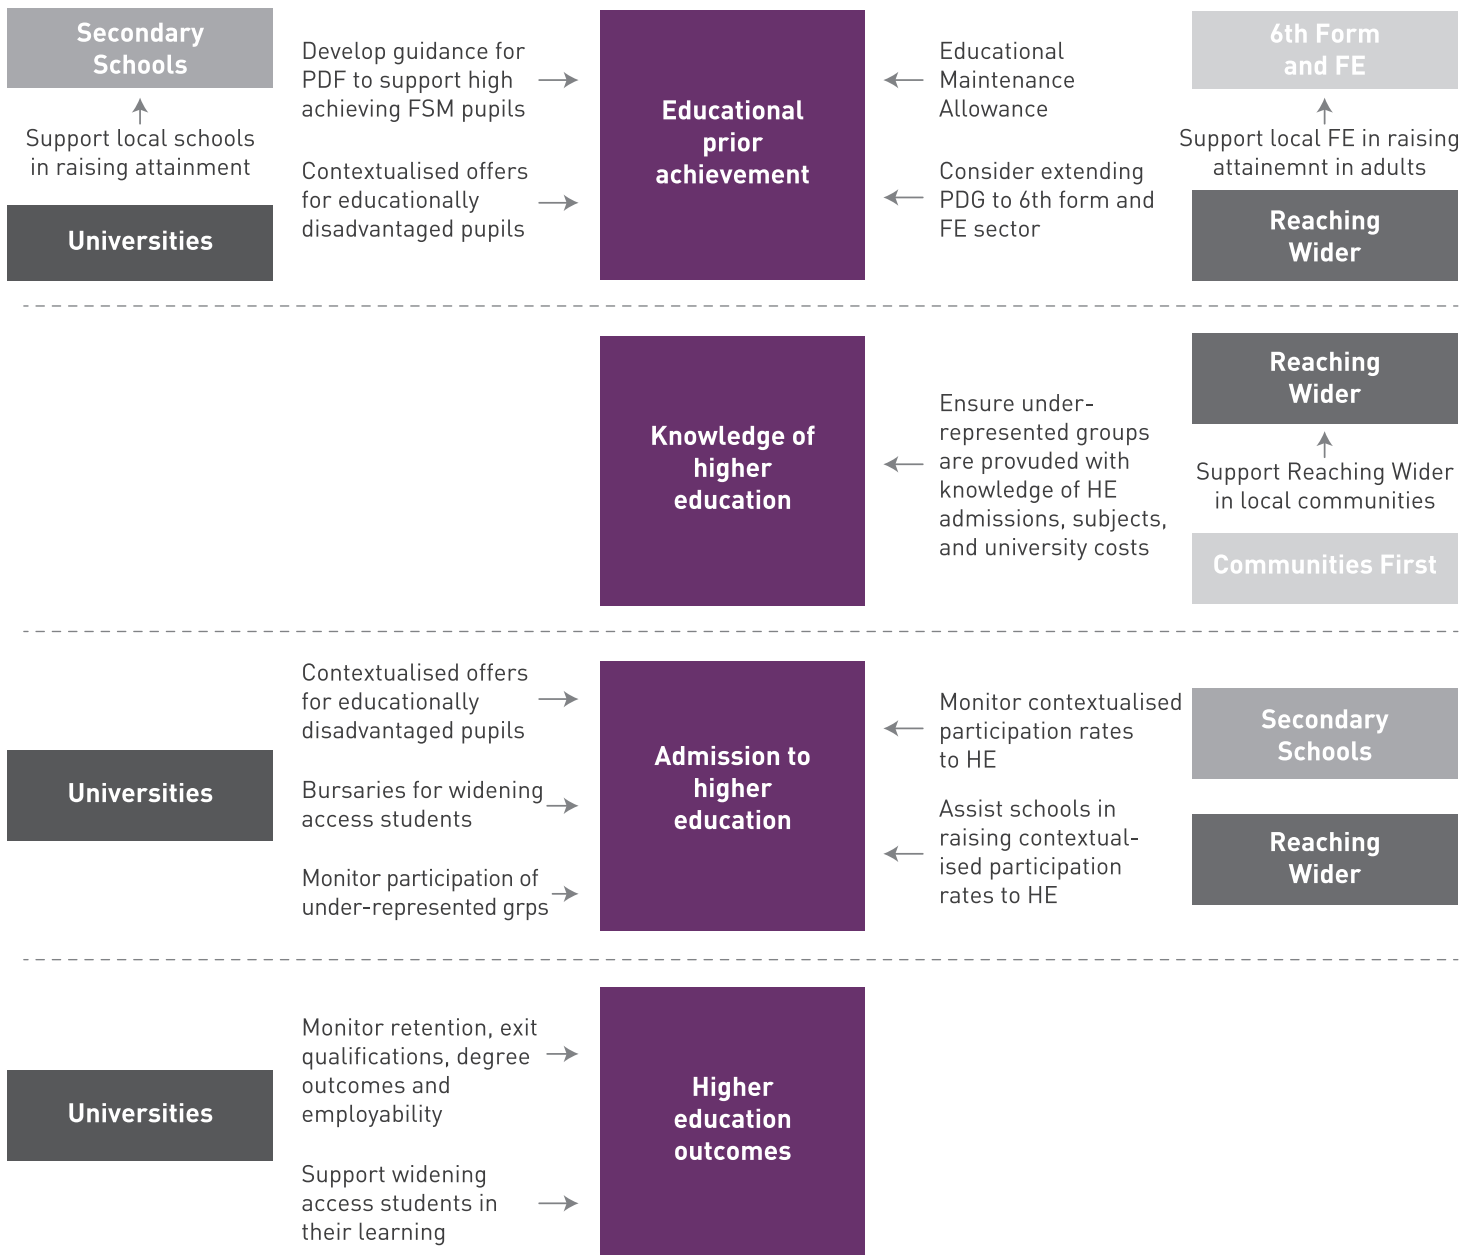 Secondary
Schools
Support local schools
in raising attainment
Universities
Develop guidance for
PDF to support high
achieving FSM pupils
Contextualised offers
for educationally
disadvantaged pupils
Educational
prior
achievement
Educational
Maintenance
Allowance
Consider extending
PDG to 6th form and
FE sector
6th Form
and FE
Support local FE in raising
attainemnt in adults
Reaching
Wider
Knowledge of
higher
education
Ensure under-
represented groups
are provuded with
knowledge of HE
admissions, subjects,
and university costs
Reaching
Wider
Support Reaching Wider
in local communities
Communities First
Universities
Contextualised offers
for educationally
disadvantaged pupils
Bursaries for widening
access students
Monitor participation of
under-represented grps
Admission to
higher
education
Monitor contextualised
participation rates
to HE
Assist schools in
raising contextual-
ised participation
rates to HE
Secondary
Schools
Reaching
Wider
Universities
Monitor retention, exit
qualifications, degree
outcomes and
employability
Support widening
access students in
their learning
Higher
education
outcomes